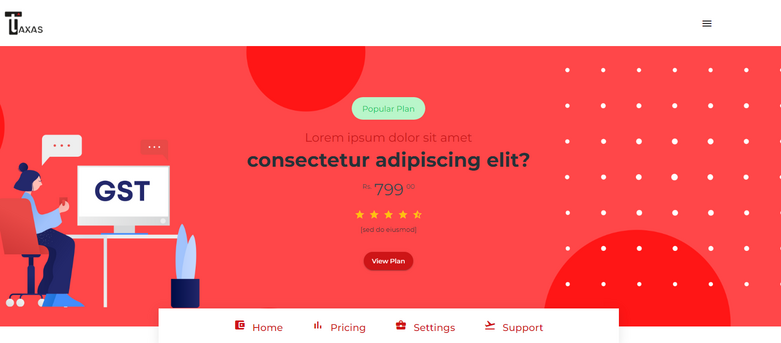 TAXAS
Popular Plan
Lorem ipsum dolor sit amet
consectetur adipiscing elit?
Rs. 799 .00
[sed do eiusmod]
GST
View Plan
Home Pricing Settings Support